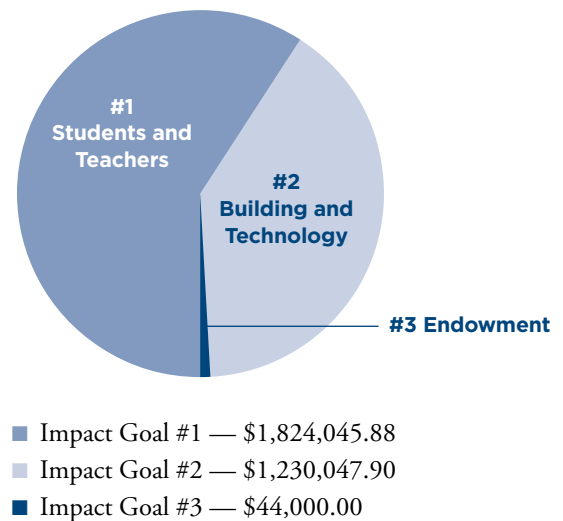 #1
Students and
Teachers
#2
Building and
Technology
#3 Endowment
Impact Goal #1 — $1,824,045.88
Impact Goal #2 — $1,230,047.90
Impact Goal #3 — $44,000.00